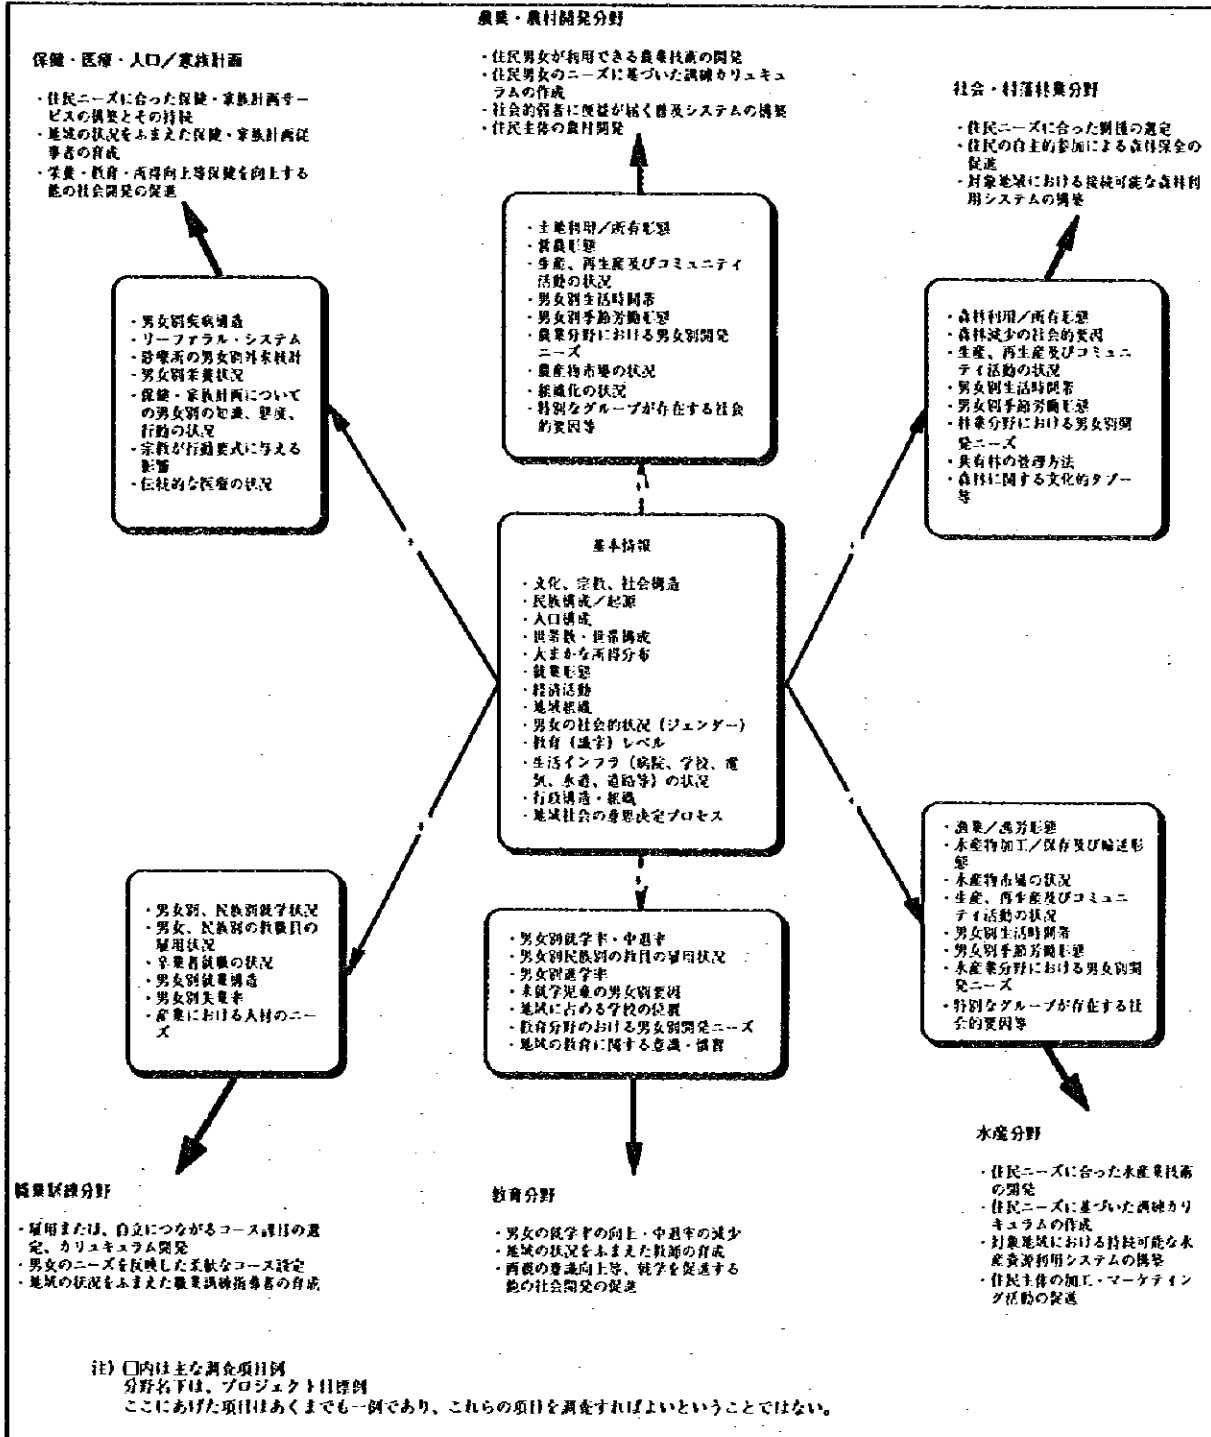 農業・農村開発分野
・住民男女が利用できる農業技術の開発
・住民男女のニーズに基づいた訓練カリュキュ
ラムの作成
・社会的弱者に便益が届く普及システムの構築
・住民主体の農村開発
保健・医療・人口／家族計画
・住民ニーズに合った保健・家族計画サー
ビスの構築とその持続
・地域の状況をふまえた保健・家族計画従
事者の育成
・栄養・教育・所得向上等保健を向上する
他の社会開発の促進
社会・村落林業分野
・住民ニーズに合った樹種の選定
・住民の自主的参加による森林保全の
促進
・対象地域における接続可能な森林利
用システムの構築
・土地利用／所有形態
・営農形態
・生産、再生産及びコミュニティ
活動の状況
・男女別生活時間帯
・男女別季節労働形態
・農業分野における男女別開発
ニーズ
・農産物市場の状況
・組織化の状況
・特別なグループが存在する社会
的要因等
・男女別疾病構造
・リーファラル・システム
・診療所の男女別外来統計
・男女別栄養状況
・保健・家族計画について
の男女別の知識、態度、
行動の状況
・宗教が行動様式に与える
影響
・伝統的な医療の状況
・森林利用／所有形態
・森林減少の社会的要因
・生産、再生産及びコミュニ
ティ活動の状況
・男女別生活時間帯
・男女別季節労働形態
・林業分野における男女別開
発ニーズ
・共有林の管理方法
・森林に関する文化的タブー
等
基本情報
・文化、宗教、社会構造
・民族構成／起源
・人口構成
・世帯数・世帯構成
・大まかな所得分布
・就業形態
・経済活動
・地域組織
・男女の社会的状況（ジェンダー）
・教育（識字）レベル
・生活インフラ（病院、学校、電
気、水道、道路等）の状況
・行政構造・組織
・地域社会の意思決定プロセス
・男女別、民族別就学状況
・男女、民族別の教職員の
雇用状況
・卒業者就職の状況
・男女別就業構造
・男女別失業率
・産業における人材のニー
ズ
・男女別就学率・中退率
・男女別民族別の教員の雇用状況
・男女別進学率
・未就学児童の男女別要因
・地域に占める学校の位置
・教育分野のおける男女別開発ニーズ
・地域の教育に関する意識・慣習
・漁業／漁労形態
・水産物加工／保存及び輸送形
態
・水産物市場の状況
・生産、再生産及びコミュニ
ティ活動の状況
・男女別生活時間帯
・男女別季節労働形態
・水産業分野における男女別開
発ニーズ
・特別なグループが存在する社
会的要因等
職業訓練分野
・雇用または、自立につながるコース課目の選
定、カリュキュラム開発
・男女のニーズを反映した柔軟なコース設定
・地域の状況をふまえた職業訓練指導者の育成
教育分野
・男女の就学率の向上・中退率の減少
・地域の状況をふまえた教師の育成
・両親の意識向上等、就学を促進する
他の社会開発の促進
水産分野
・住民ニーズに合った水産業技術
の開発
・住民ニーズに基づいた訓練カリ
キュラムの作成
・対象地域における持続可能な水
産資源利用システムの構築
・住民主体の加工・マーケティン
グ活動の促進
注）□内は主な調査項目例
分野名下は、プロジェクト目標例
ここにあげた項目はあくまでも一例であり、これらの項目を調査すればよいということではない。